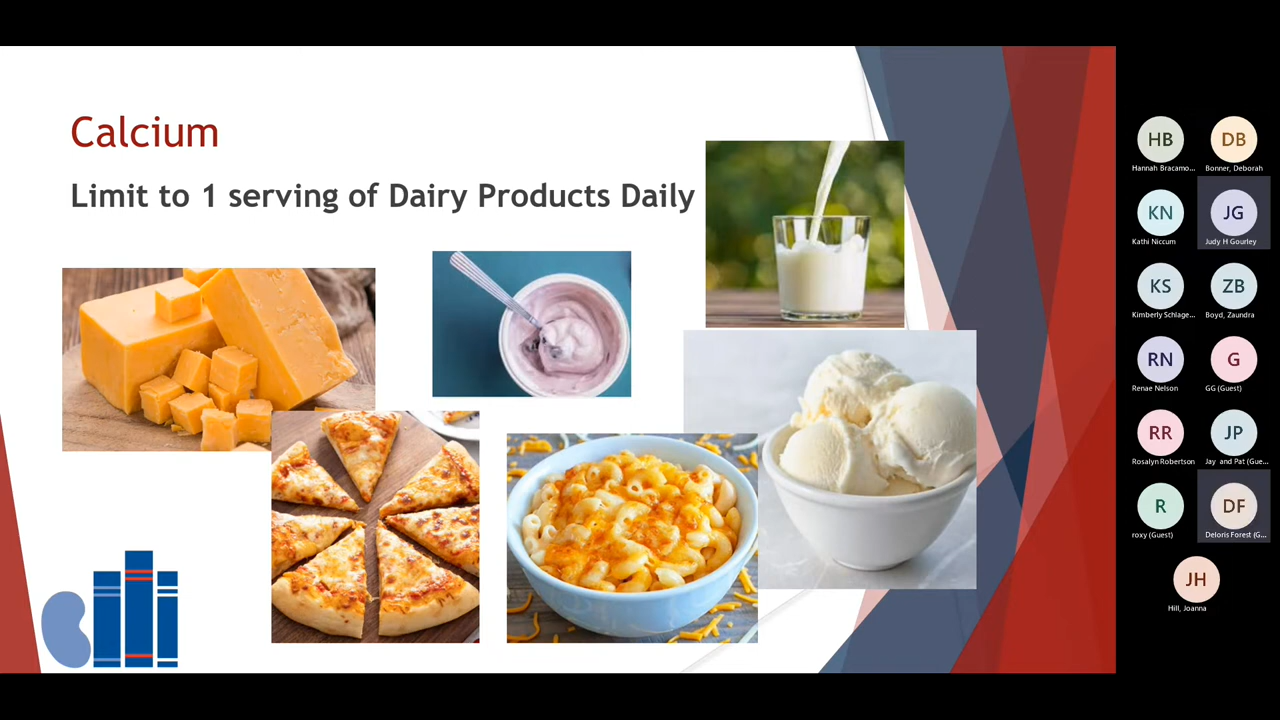 Calcium
Limit to 1 serving of Dairy Products Daily
HB
Hannah Bracamo...
DB
Bonner, Deborah
KN
Kathi Niccum
JG
Judy H Gourley
KS
Kimberly Schlage...
ZB
Boyd, Zaundra
RN
Renae Nelson
G
GG (Guest)
RR
Rosalyn Robertson
JP
Jay and Pat (Gue...
R
roxy (Guest)
DF
Deloris Forest (G...
JH
Hill, Joanna